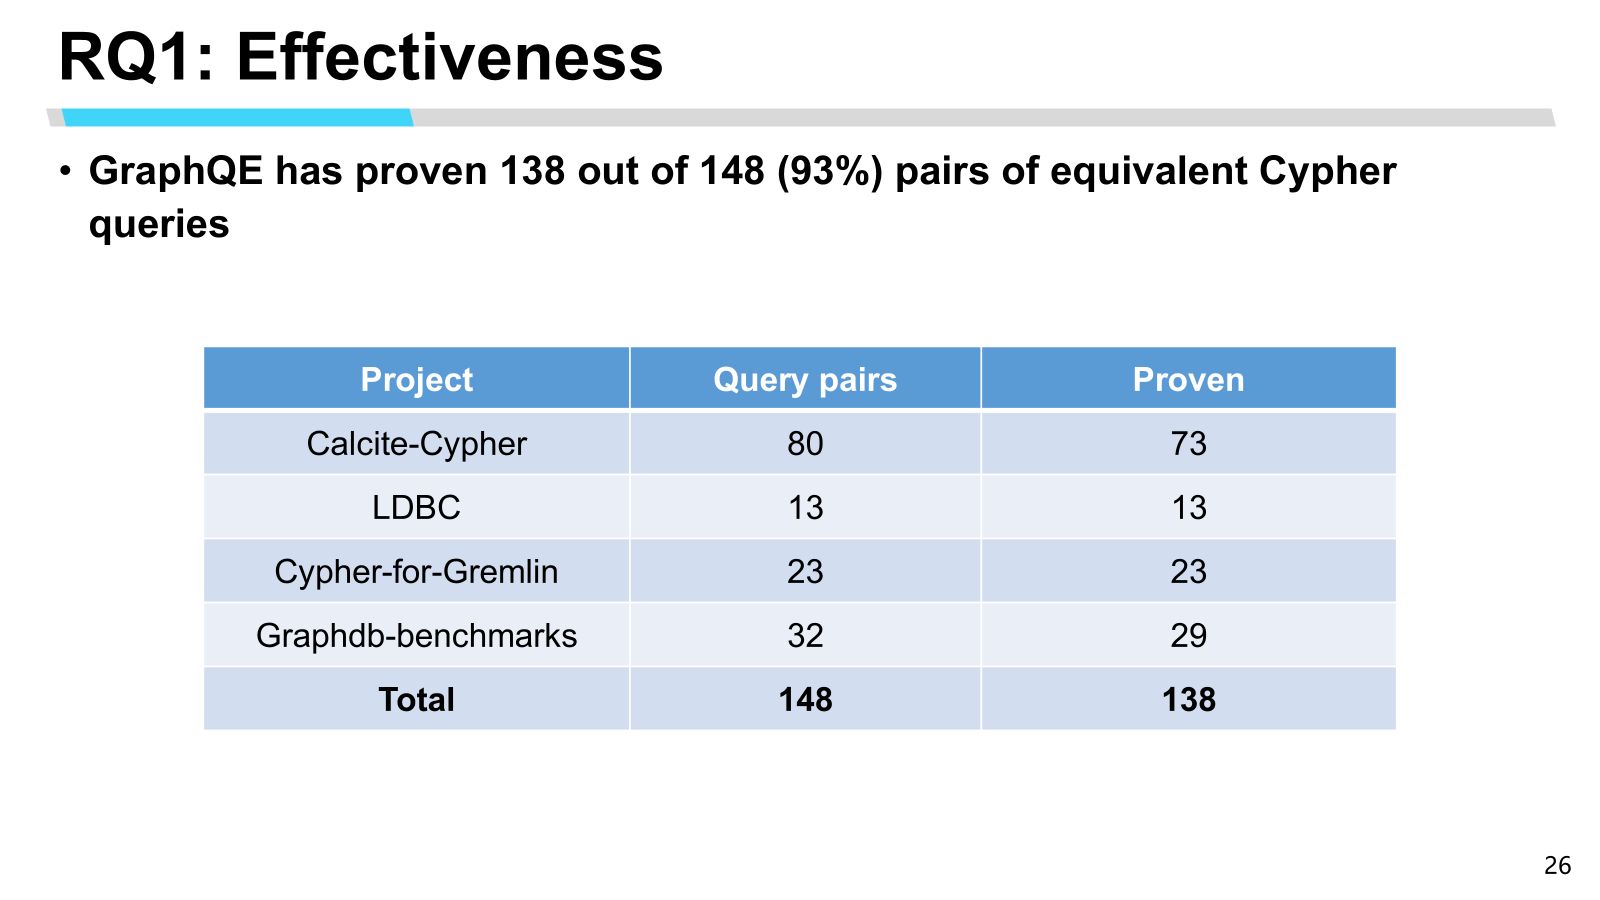 RQ1: Effectiveness
• GraphQE has proven 138 out of 148 (93%) pairs of equivalent Cypher
queries
Project Query pairs Proven
Calcite-Cypher 80 73
LDBC 13 13
Cypher-for-Gremlin 23 23
Graphdb-benchmarks 32 29
Total 148 138
26